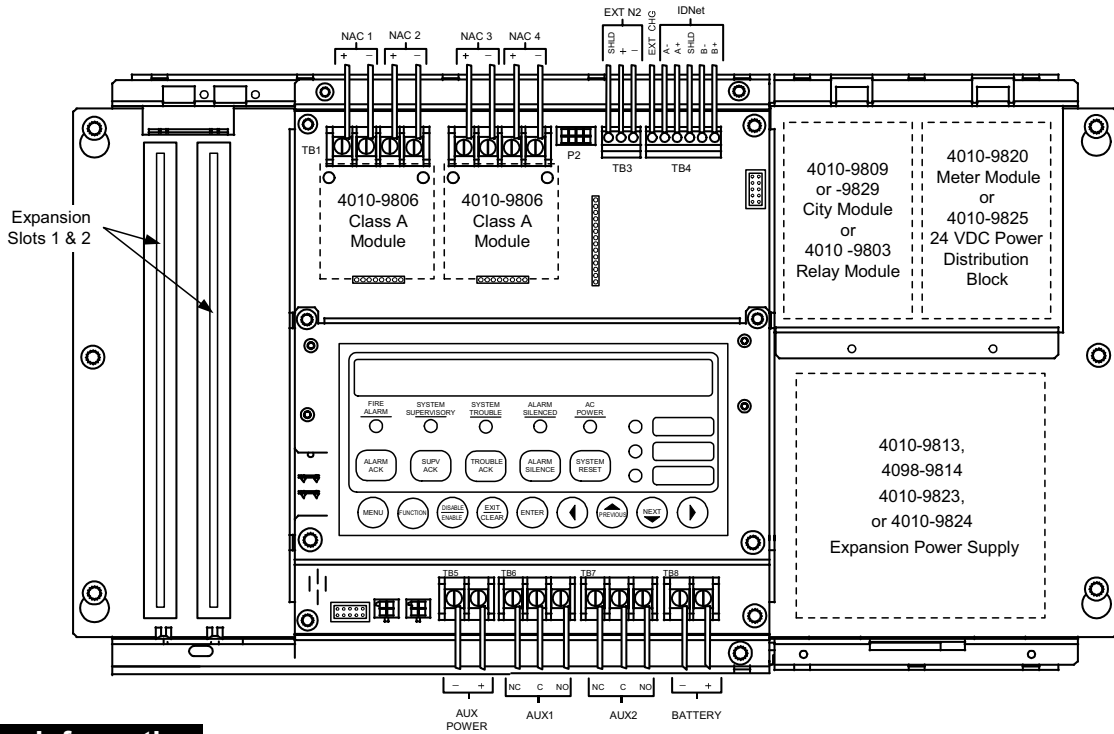 EXT N2
EXT CHG
IDNet
NAC 1
NAC 2
NAC 3
NAC 4
+ − + − + − + −
SHLD
+
−
A-
A+
SHLD
B-
B+
TB1
P2
TB3
TB4
4010-9806
Class A
Module
4010-9806
Class A
Module
4010-9809
or -9829
City Module
or
4010 -9803
Relay Module
4010-9820
Meter Module
or
4010-9825
24 VDC Power
Distribution
Block
Expansion
Slots 1 & 2
FIRE
ALARM
SYSTEM
SUPERVISORY
SYSTEM
TROUBLE
ALARM
SILENCED
AC
POWER
ALARM
ACK
SUPV
ACK
TROUBLE
ACK
ALARM
SILENCE
SYSTEM
RESET
MENU
FUNCTION
DISABLE
ENABLE
EXIT
CLEAR
ENTER
PREVIOUS
NEXT
4010-9813,
4098-9814
4010-9823,
or 4010-9824
Expansion Power Supply
TB5
TB6
TB7
TB8
− +
NC C NO
NC C NO
− +
AUX
POWER
AUX1
AUX2
BATTERY